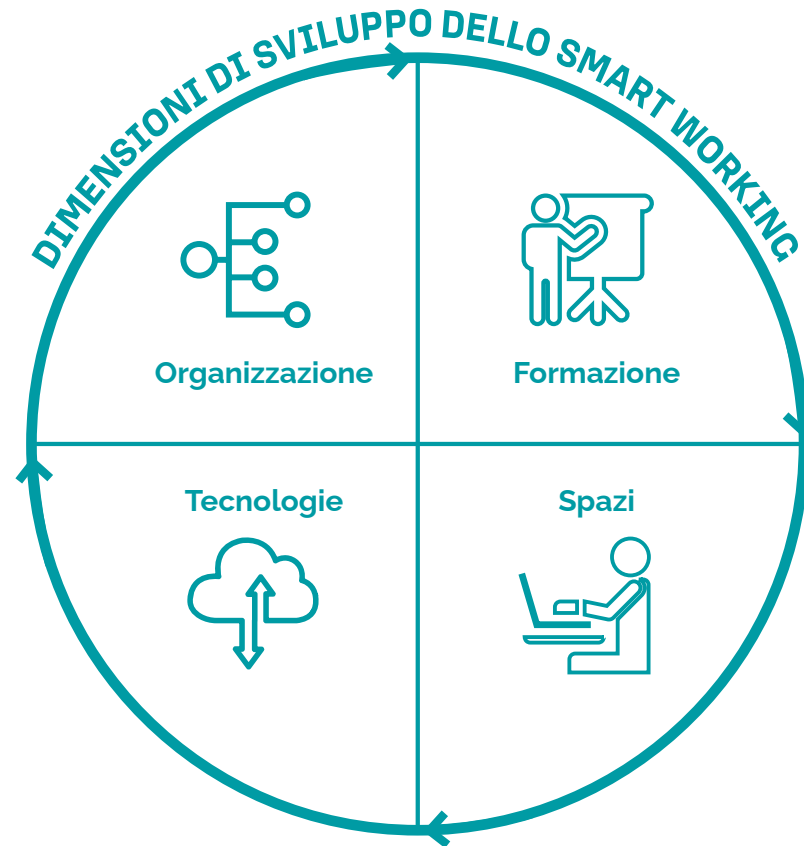 DIMENSIONI DI SVILUPPO DELLO SMART WORKING
Organizzazione
Formazione
Tecnologie
Spazi